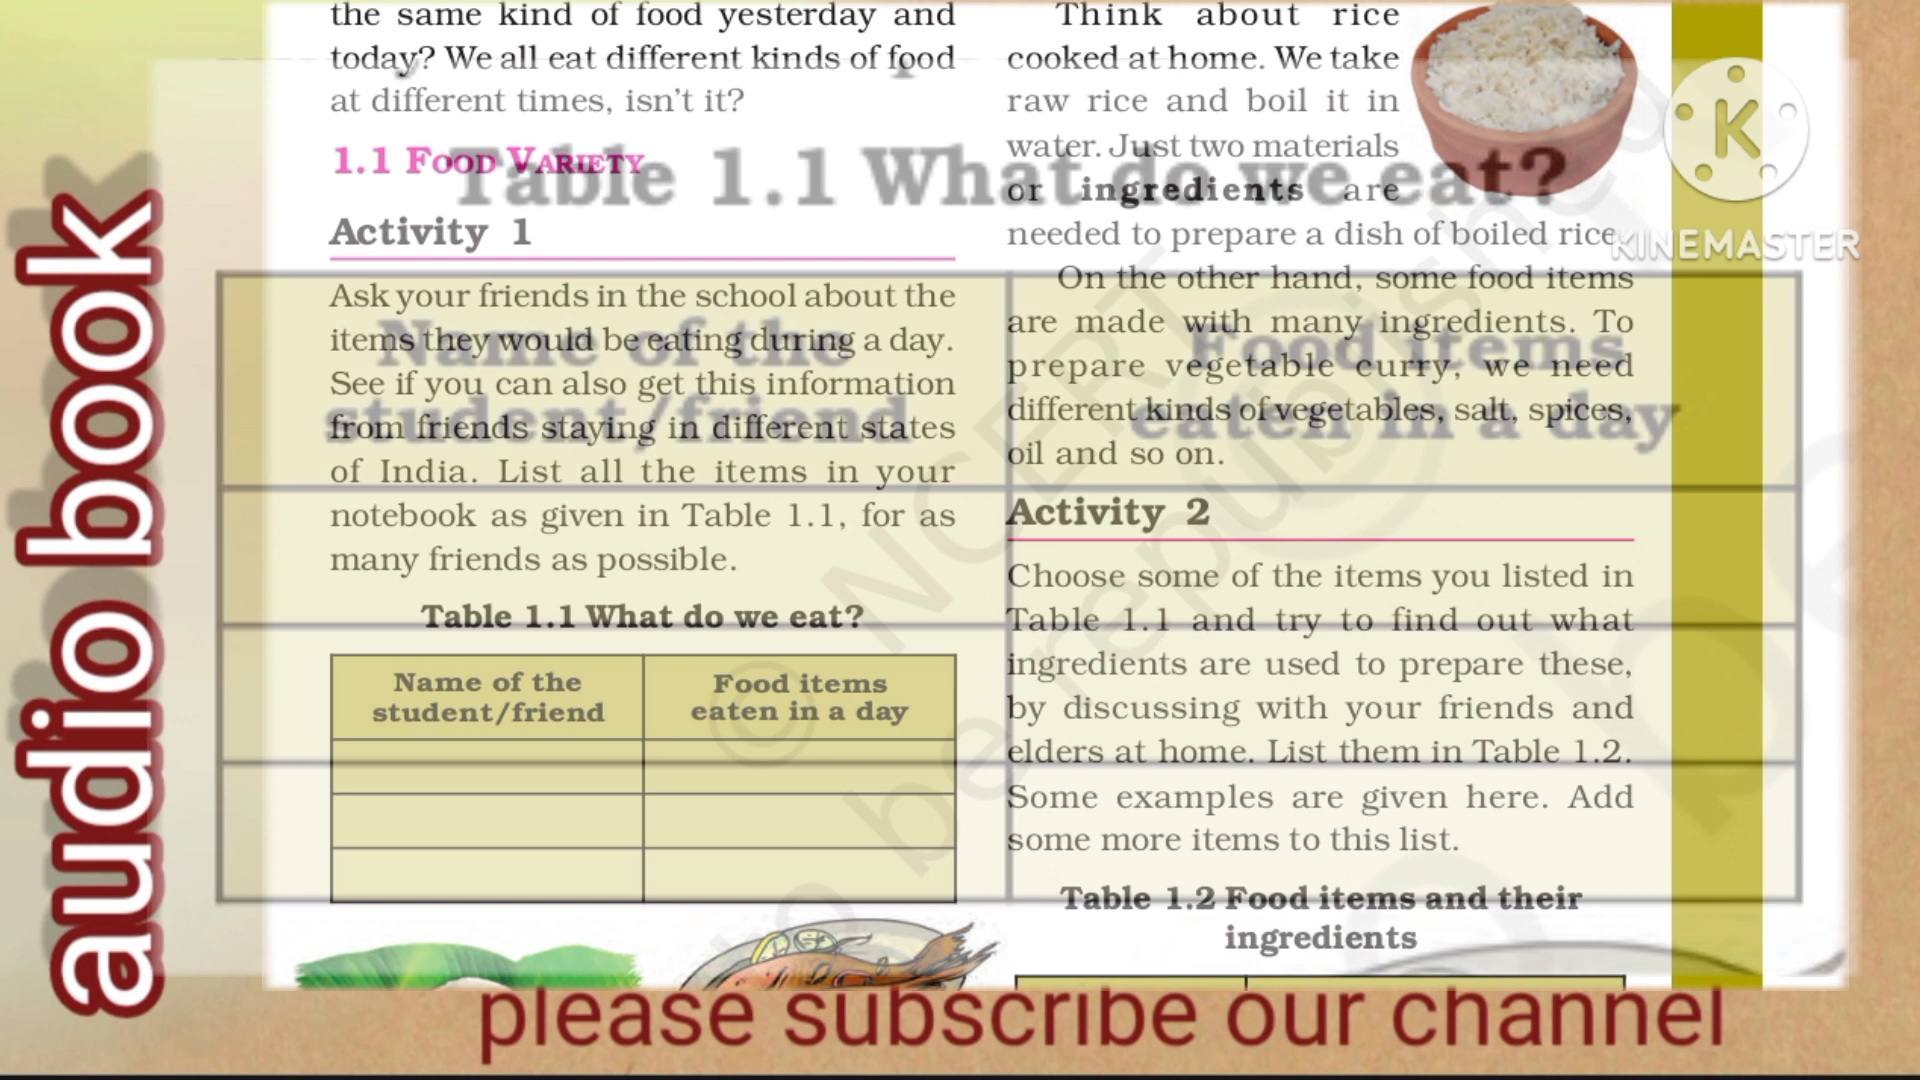 audio book
the same kind of food yesterday and
today? We all eat different kinds of food
at different times, isn't it?
1.1 FOOD VARIETY
Activity 1
Ask your friends in the school about the
items they would be eating during a day.
See if you can also get this information
from friends staying in different states
of India. List all the items in your
notebook as given in Table 1.1, for as
many friends as possible.
Table 1.1 What do we eat?
Name of the
student/friend
Food items
eaten in a day
Think about rice
cooked at home. We take
raw rice and boil it in
water. Just two materials
or ingredients are
needed to prepare a dish of boiled rice.
On the other hand, some food items
are made with many ingredients. To
prepare vegetable curry, we need
different kinds of vegetables, salt, spices,
oil and so on.
Activity 2
Choose some of the items you listed in
Table 1.1 and try to find out what
ingredients are used to prepare these,
by discussing with your friends and
elders at home. List them in Table 1.2.
Some examples are given here. Add
some more items to this list.
Table 1.2 Food items and their
ingredients
Table 1.1 What do we eat?
Name of the
student/friend
Food items
eaten in a day
© NCERT
be republished
K
KINEMASTER
please subscribe our channel